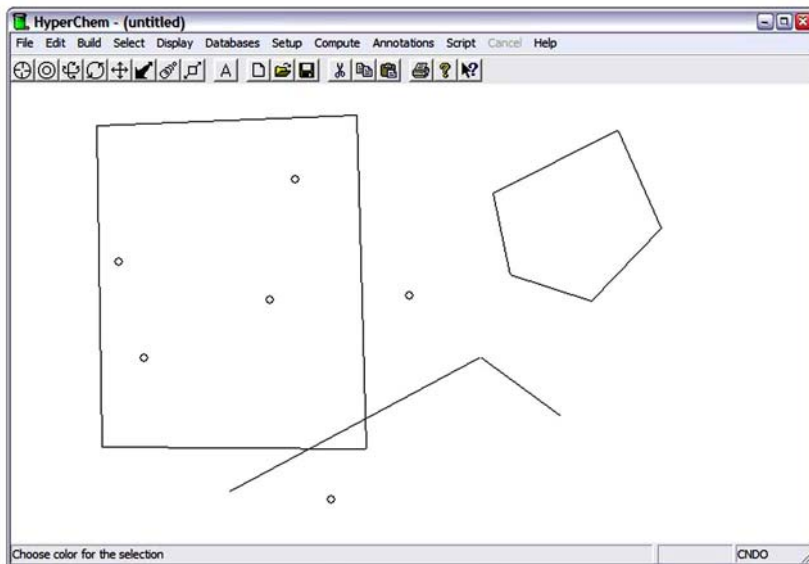 HyperChem - (untitled)
File Edit Build Select Display Databases Setup Compute Annotations Script Cancel Help
A
Choose color for the selection
CNDO